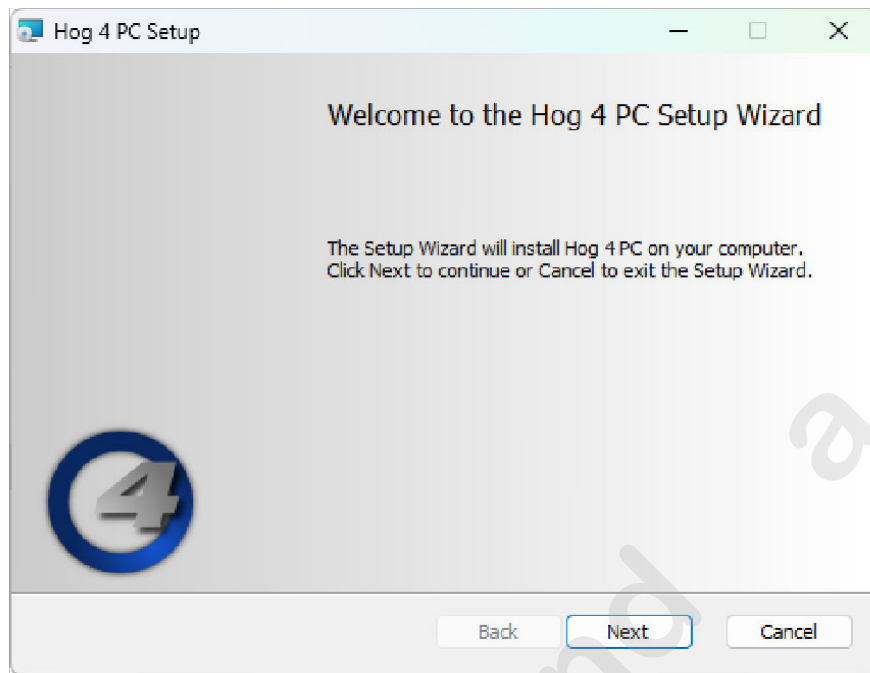 Hog 4 PC Setup
Welcome to the Hog 4 PC Setup Wizard
The Setup Wizard will install Hog 4 PC on your computer.
Click Next to continue or Cancel to exit the Setup Wizard.
4
Back
Next
Cancel